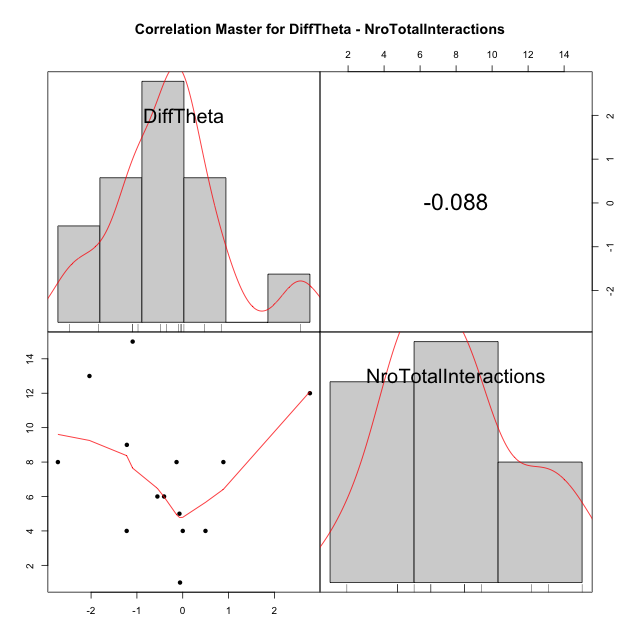 Correlation Master for DiffTheta - NroTotalInteractions
2 4 6 8 10 12 14
DiffTheta
-0.088
2
1
0
-1
-2
14
12
10
8
6
4
2
NroTotalInteractions
-2 -1 0 1 2